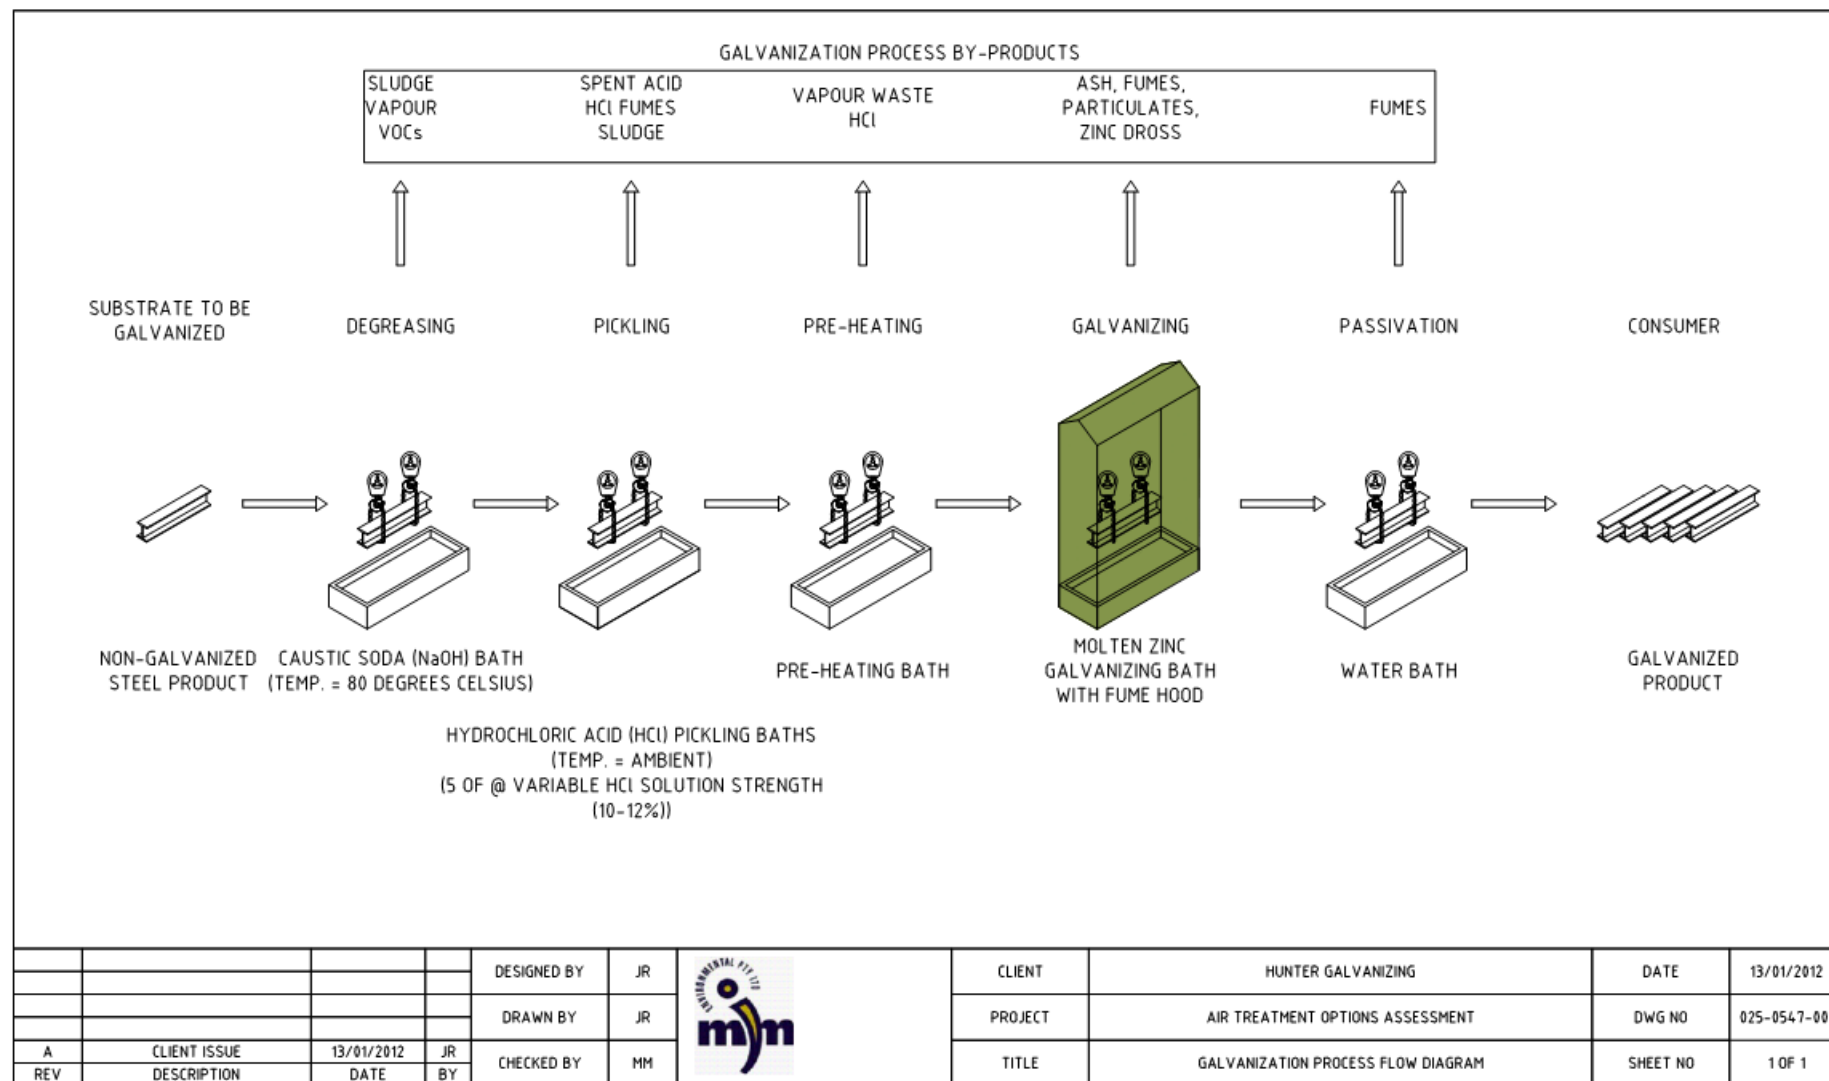 GALVANIZATION PROCESS BY-PRODUCTS
SLUDGE
VAPOUR
VOCs
SPENT ACID
HCl FUMES
SLUDGE
VAPOUR WASTE
HCl
ASH, FUMES,
PARTICULATES,
ZINC DROSS
FUMES
SUBSTRATE TO BE
GALVANIZED
DEGREASING
PICKLING
PRE-HEATING
GALVANIZING
PASSIVATION
CONSUMER
NON-GALVANIZED
STEEL PRODUCT
CAUSTIC SODA (NaOH) BATH
(TEMP. = 80 DEGREES CELSIUS)
HYDROCHLORIC ACID (HCl) PICKLING BATHS
(TEMP. = AMBIENT)
(5 OF @ VARIABLE HCl SOLUTION STRENGTH
(10-12%))
PRE-HEATING BATH
MOLTEN ZINC
GALVANIZING BATH
WITH FUME HOOD
WATER BATH
GALVANIZED
PRODUCT
A CLIENT ISSUE 13/01/2012 JR
REV DESCRIPTION DATE BY
DESIGNED BY JR
DRAWN BY JR
CHECKED BY MM
ENVIRONMENTAL PTY LTD
mjm
CLIENT HUNTER GALVANIZING
PROJECT AIR TREATMENT OPTIONS ASSESSMENT
TITLE GALVANIZATION PROCESS FLOW DIAGRAM
DATE 13/01/2012
DWG NO 025-0547-00
SHEET NO 1 OF 1